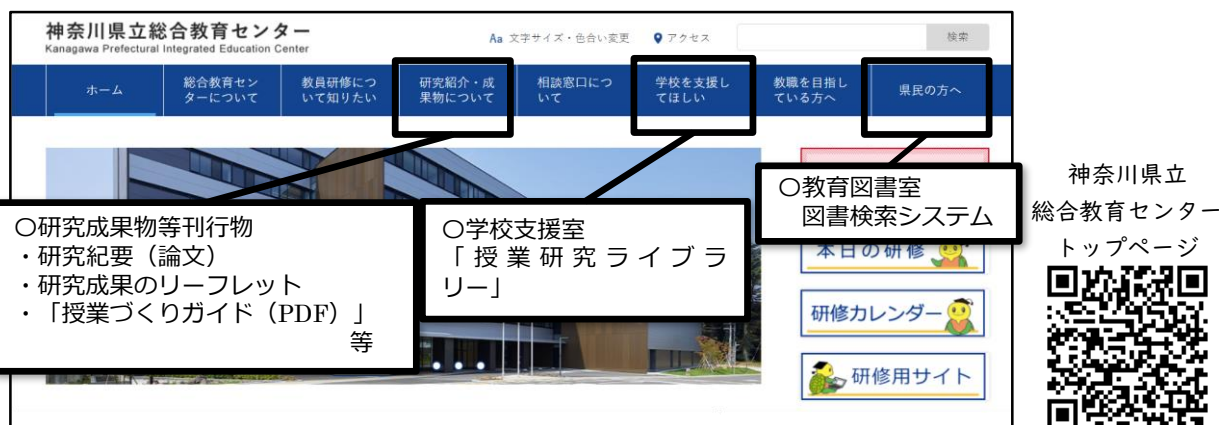 神奈川県立総合教育センター
Kanagawa Prefectural Integrated Education Center
Aa 文字サイズ・色合い変更
アクセス
検索
ホーム
総合教育セン
ターについて
教員研修につ
いて知りたい
研究紹介・成
果物について
相談窓口につ
いて
学校を支援し
てほしい
教職を目指し
ている方へ
県民の方へ
〇研究成果物等刊行物
・研究紀要（論文）
・研究成果のリーフレット
・「授業づくりガイド（PDF）」
等
〇学校支援室
「授業研究ライブラ
リー」
〇教育図書室
図書検索システム
本日の研修
研修カレンダー
研修用サイト
神奈川県立
総合教育センター
トップページ